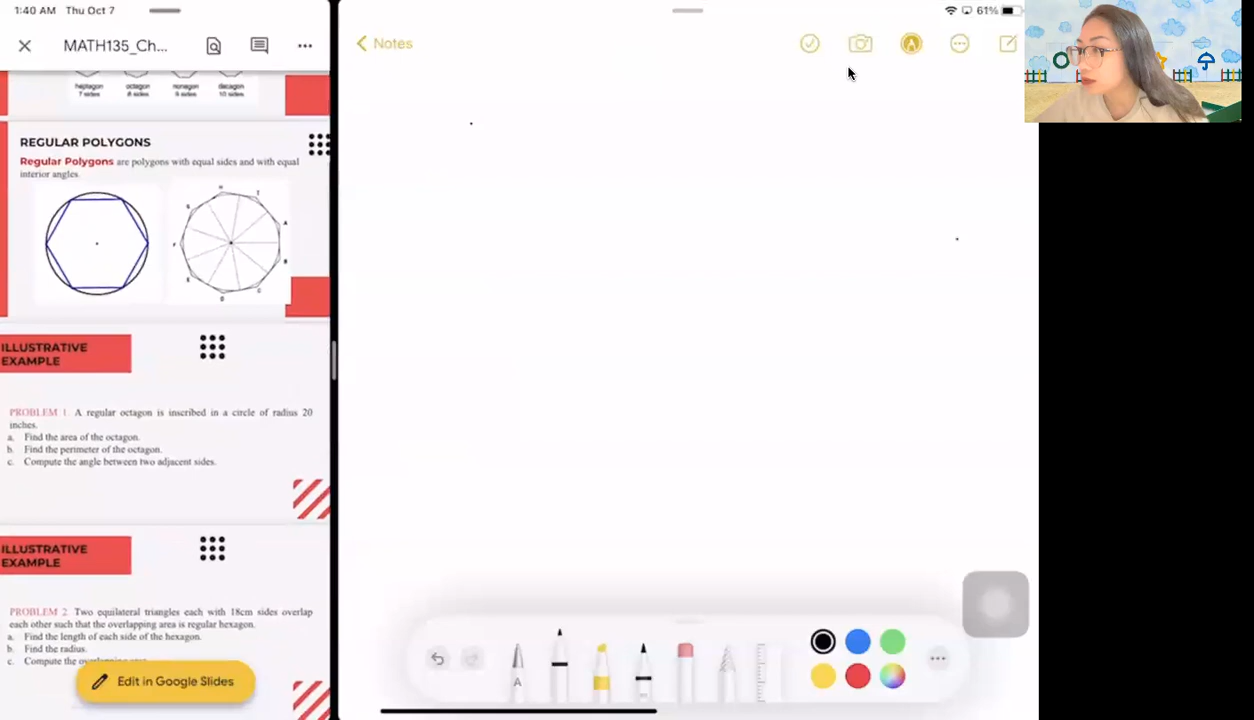 1:40 AM Thu Oct 7
61%
MATH135_Ch...
Notes
heptagon octagon nonagon decagon
7 sides 8 sides 9 sides 10 sides
REGULAR POLYGONS
Regular Polygons are polygons with equal sides and with equal
interior angles.
ILLUSTRATIVE
EXAMPLE
PROBLEM 1. A regular octagon is inscribed in a circle of radius 20
inches.
a. Find the area of the octagon.
b. Find the perimeter of the octagon.
c. Compute the angle between two adjacent sides.
ILLUSTRATIVE
EXAMPLE
PROBLEM 2. Two equilateral triangles each with 18cm sides overlap
each other such that the overlapping area is regular hexagon.
a. Find the length of each side of the hexagon.
b. Find the radius.
c. Compute the
Edit in Google Slides
A